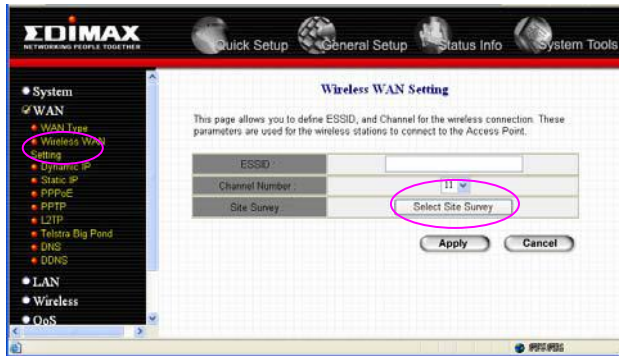 EDIMAX
NETWORKING PEOPLE TOGETHER
Quick Setup
General Setup
Status Info
System Tools
System
WAN
WAN Type
Wireless WAN
Setting
Dynamic IP
Static IP
PPPoE
PPTP
L2TP
Telstra Big Pond
DNS
DDNS
LAN
Wireless
QoS
Wireless WAN Setting
This page allows you to define ESSID, and Channel for the wireless connection. These
parameters are used for the wireless stations to connect to the Access Point.
ESSID :
Channel Number : 11
Site Survey : Select Site Survey
Apply Cancel